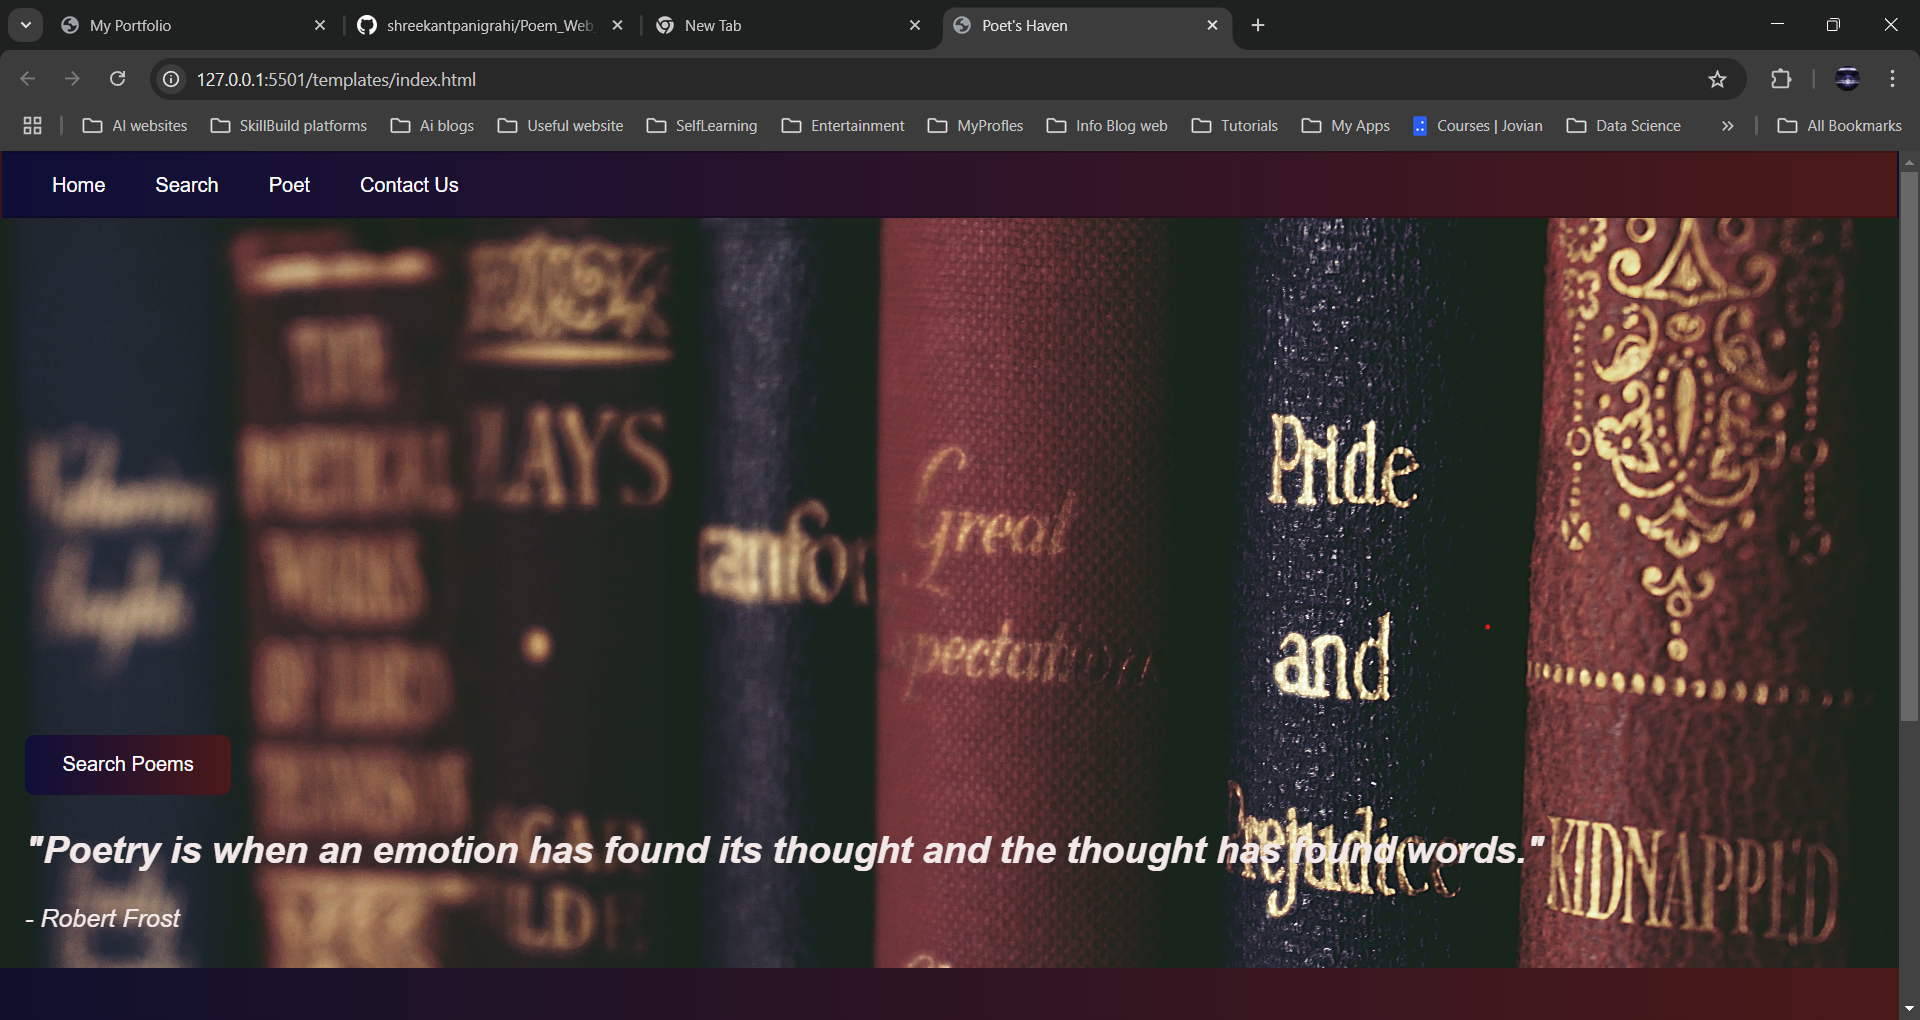 My Portfolio
shreekantpanigrahi/Poem_Web
New Tab
Poet's Haven
127.0.0.1:5501/templates/index.html
AI websites
SkillBuild platforms
Ai blogs
Useful website
SelfLearning
Entertainment
MyProfles
Info Blog web
Tutorials
My Apps
Courses | Jovian
Data Science
All Bookmarks
Home
Search
Poet
Contact Us
THE
POETICAL
WORKS
OF
LAYS
anfor
Great
xpectations
Pride
and
Prejudice
KIDNAPPED
Search Poems
"Poetry is when an emotion has found its thought and the thought has found words."
- Robert Frost